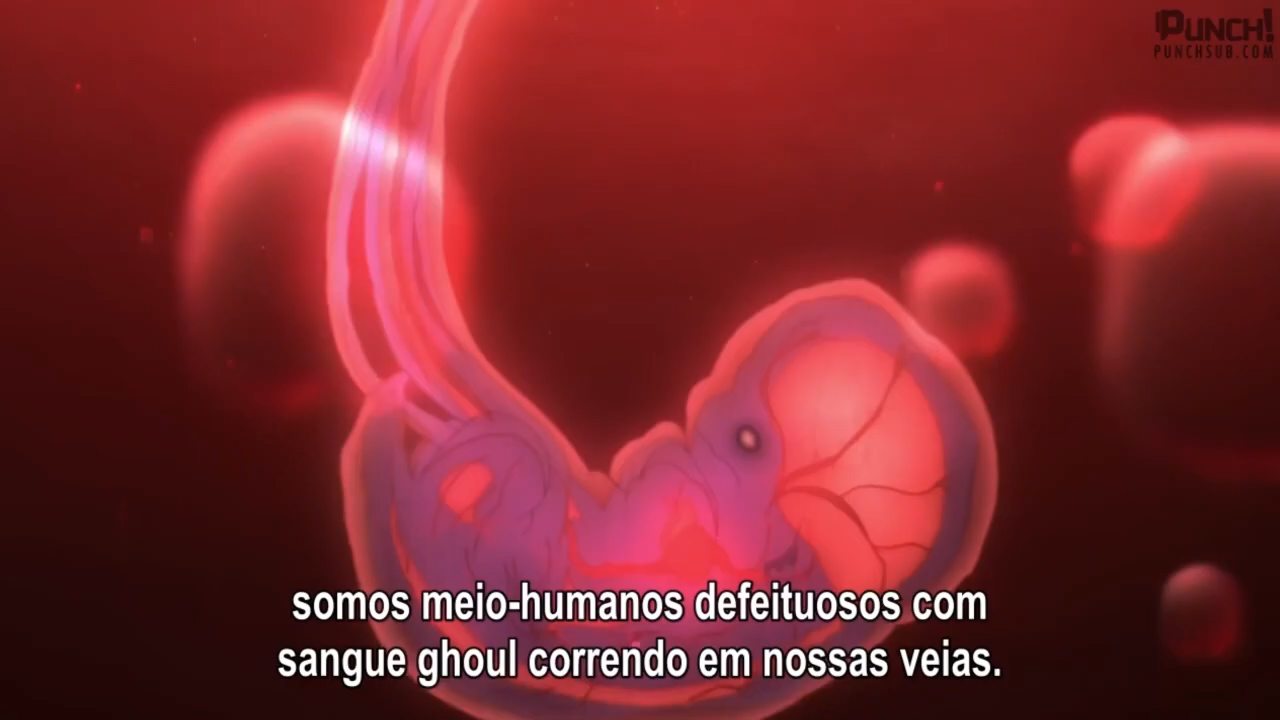 PUNCH!
PUNCHSUB.COM
somos meio-humanos defeituosos com
sangue ghoul correndo em nossas veias.